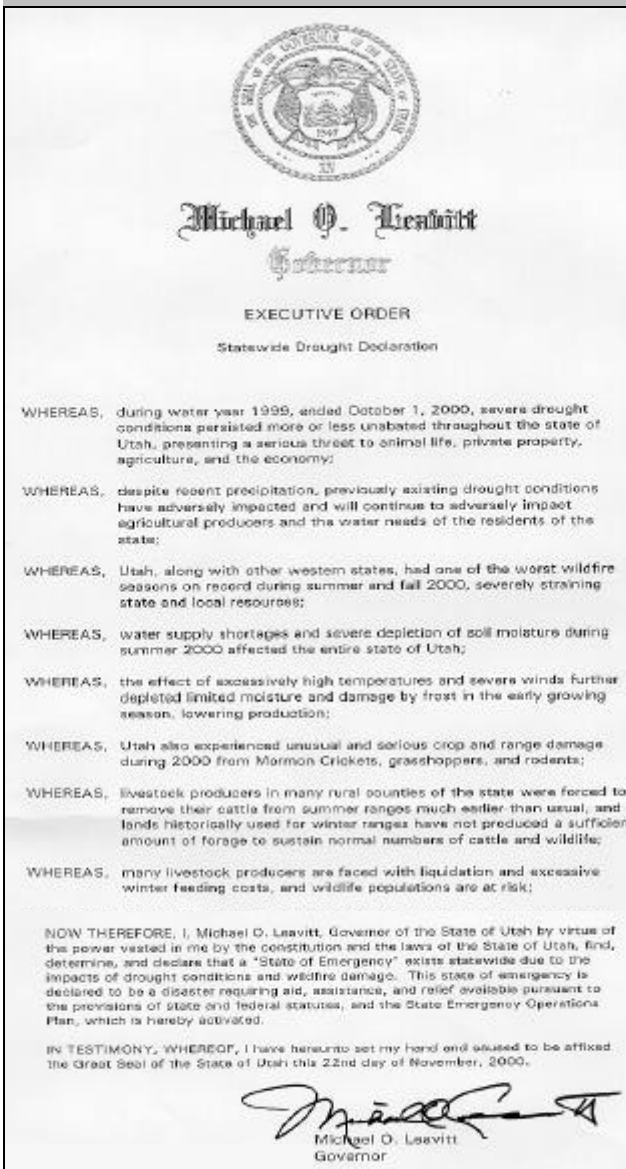 THE SEAL OF THE GOVERNOR OF THE STATE OF UTAH
1847
Michael O. Leavitt
Governor
EXECUTIVE ORDER
Statewide Drought Declaration
WHEREAS, during water year 1999, ended October 1, 2000, severe drought
conditions persisted more or less unabated throughout the state of
Utah, presenting a serious threat to animal life, private property,
agriculture, and the economy;
WHEREAS, despite recent precipitation, previously existing drought conditions
have adversely impacted and will continue to adversely impact
agricultural producers and the water needs of the residents of the
state;
WHEREAS, Utah, along with other western states, had one of the worst wildfire
seasons on record during summer and fall 2000, severely straining
state and local resources;
WHEREAS, water supply shortages and severe depletion of soil moisture during
summer 2000 affected the entire state of Utah;
WHEREAS, the effect of excessively high temperatures and severe winds further
depleted limited moisture and damage by frost in the early growing
season, lowering production;
WHEREAS, Utah also experienced unusual and serious crop and range damage
during 2000 from Mormon Crickets, grasshoppers, and rodents;
WHEREAS, livestock producers in many rural counties of the state were forced to
remove their cattle from summer ranges much earlier than usual, and
lands historically used for winter ranges have not produced a sufficient
amount of forage to sustain normal numbers of cattle and wildlife;
WHEREAS, many livestock producers are faced with liquidation and excessive
winter feeding costs, and wildlife populations are at risk;
NOW THEREFORE, I, Michael O. Leavitt, Governor of the State of Utah by virtue of
the power vested in me by the constitution and the laws of the State of Utah, find,
determine, and declare that a "State of Emergency" exists statewide due to the
impacts of drought conditions and wildfire damage. This state of emergency is
declared to be a disaster requiring aid, assistance, and relief available pursuant to
the provisions of state and federal statutes, and the State Emergency Operations
Plan, which is hereby activated.
IN TESTIMONY, WHEREOF, I have hereunto set my hand and caused to be affixed
the Great Seal of the State of Utah this 22nd day of November, 2000.
Michael O. Leavitt
Michael O. Leavitt
Governor